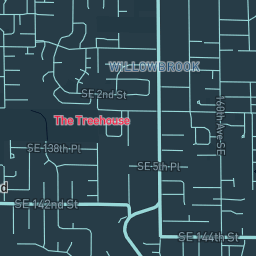 WILLOWBROOK
SE 2nd St
160th Ave SE
The Treehouse
SE 138th Pl
SE 5th Pl
SE 142nd St
SE 144th St